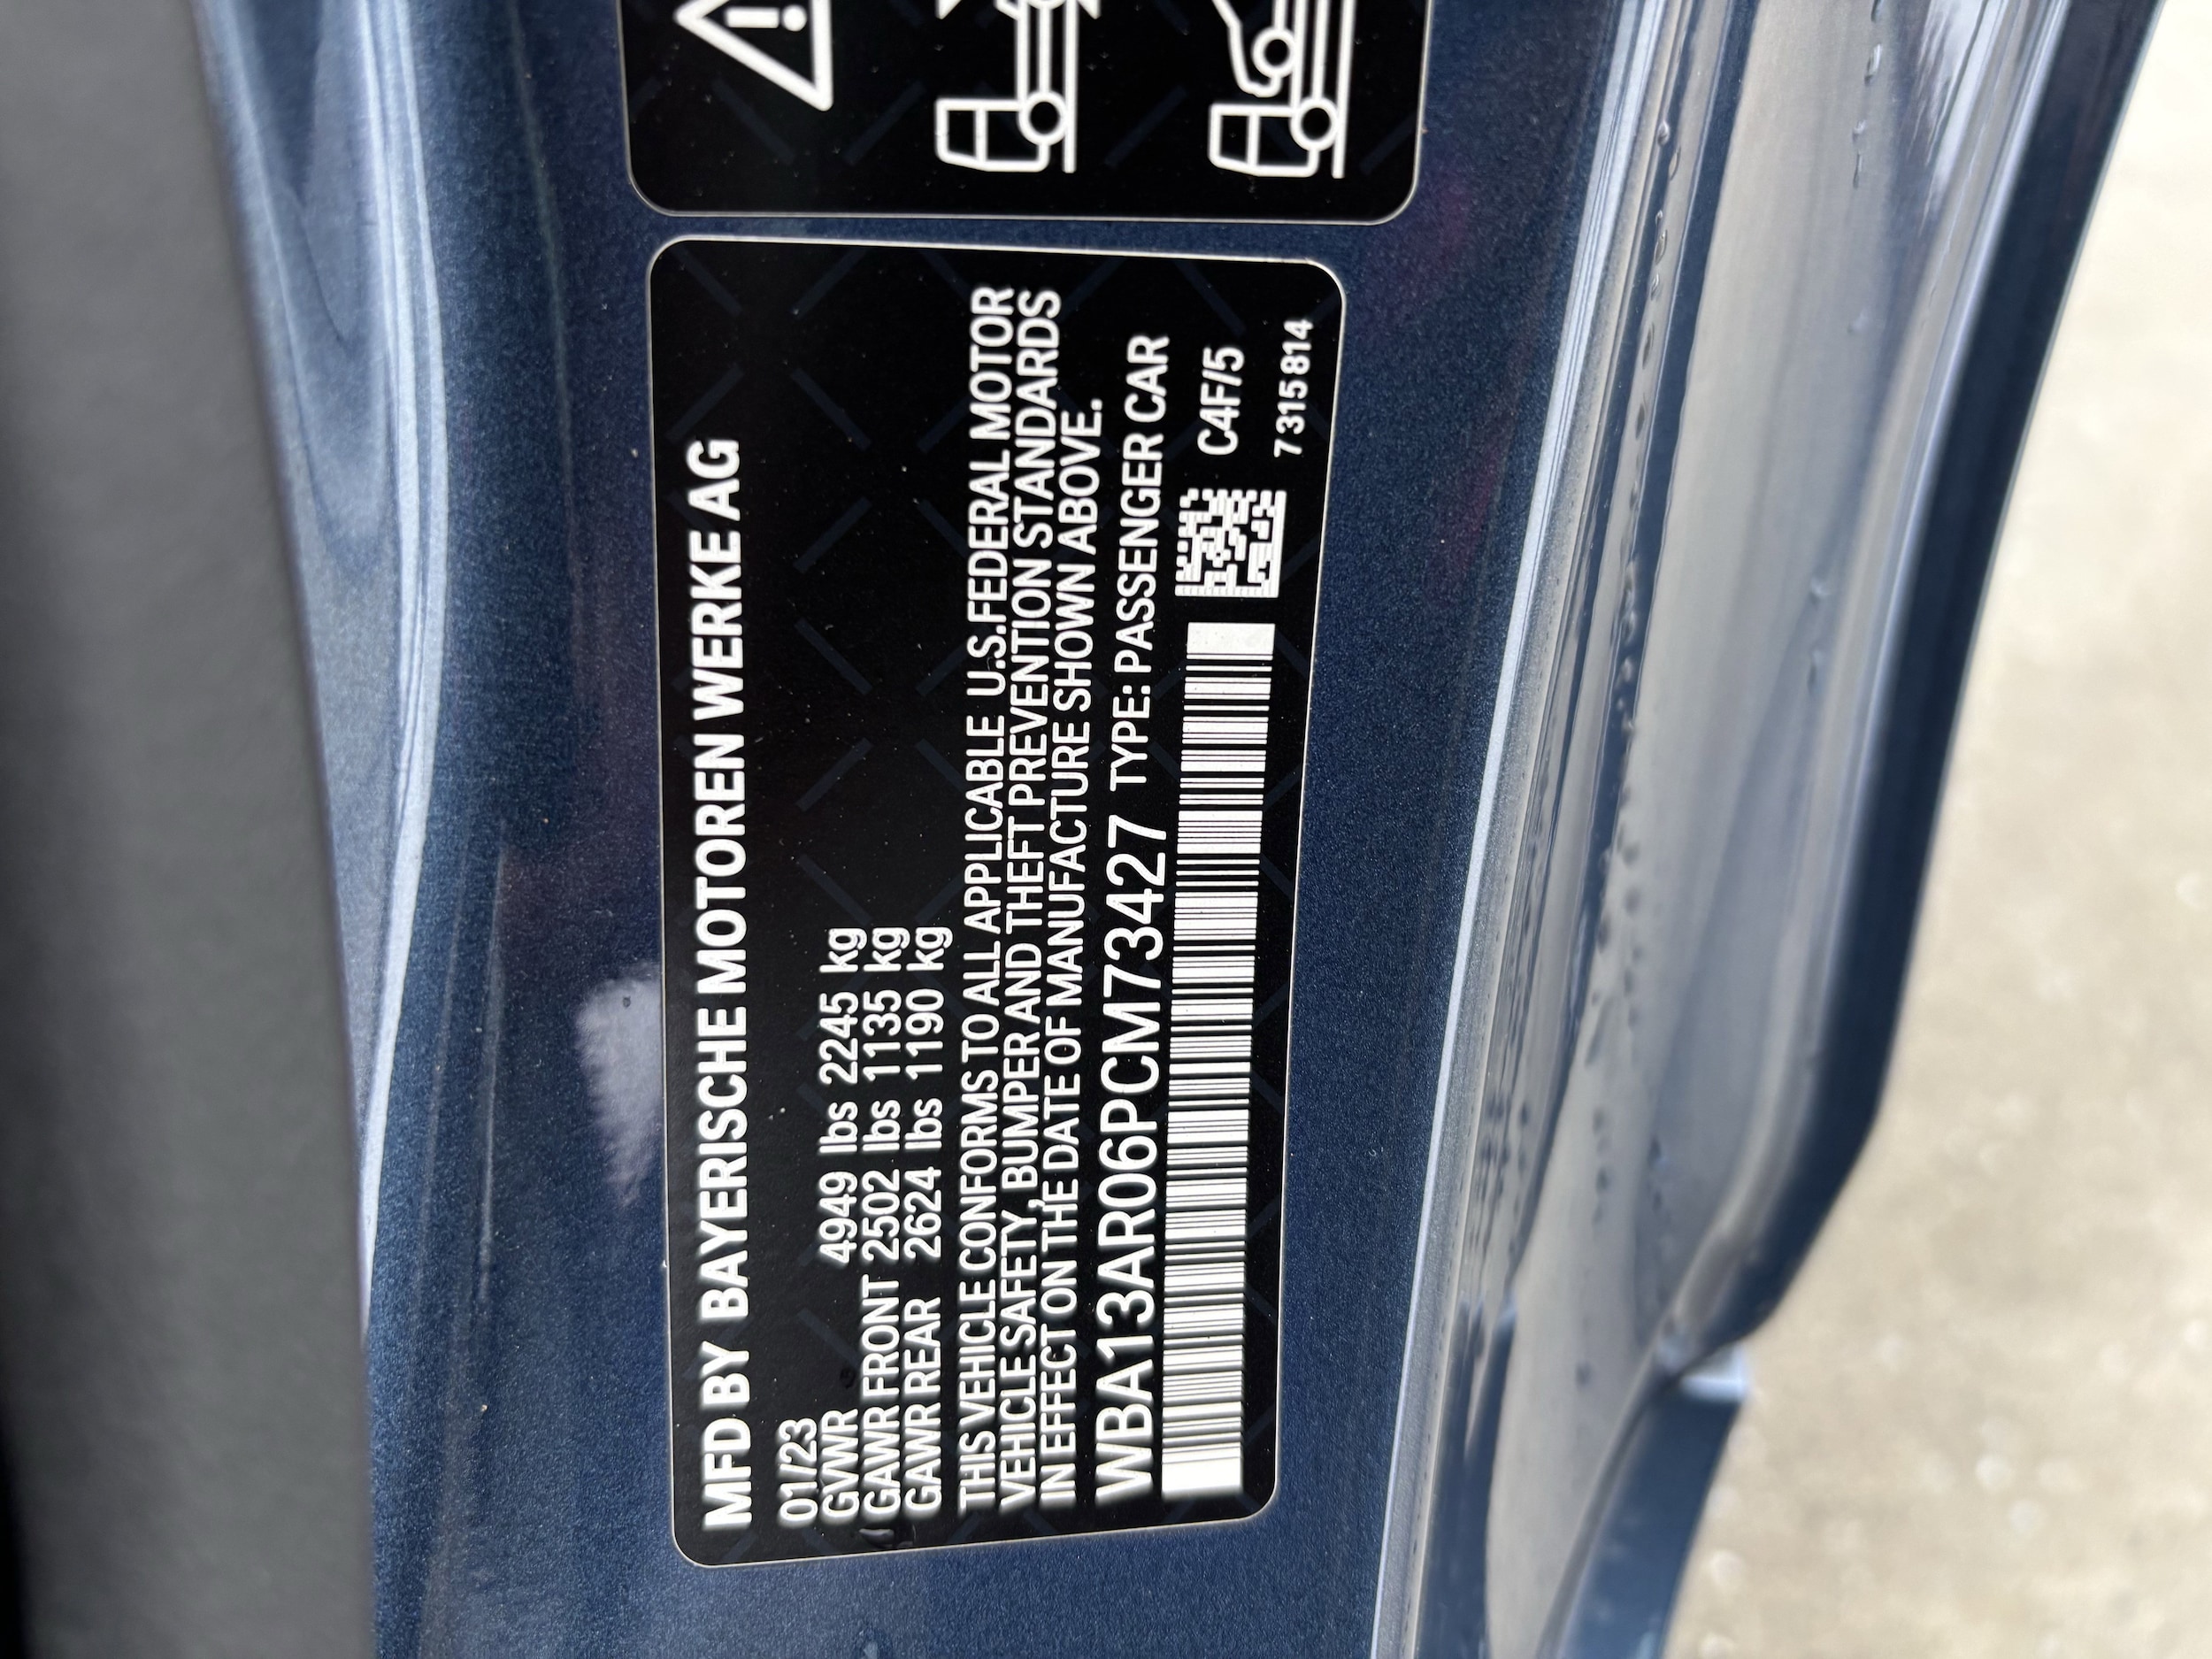 MFD BY BAYERISCHE MOTOREN WERKE AG
01/23
GVWR 4949 lbs 2245 kg
GAWR FRONT 2502 lbs 1135 kg
GAWR REAR 2624 lbs 1190 kg
THIS VEHICLE CONFORMS TO ALL APPLICABLE U.S.FEDERAL MOTOR
VEHICLE SAFETY, BUMPER AND THEFT PREVENTION STANDARDS
IN EFFECT ON THE DATE OF MANUFACTURE SHOWN ABOVE.
WBA13AR06PCM73427 TYPE: PASSENGER CAR
C4F/5
7315814